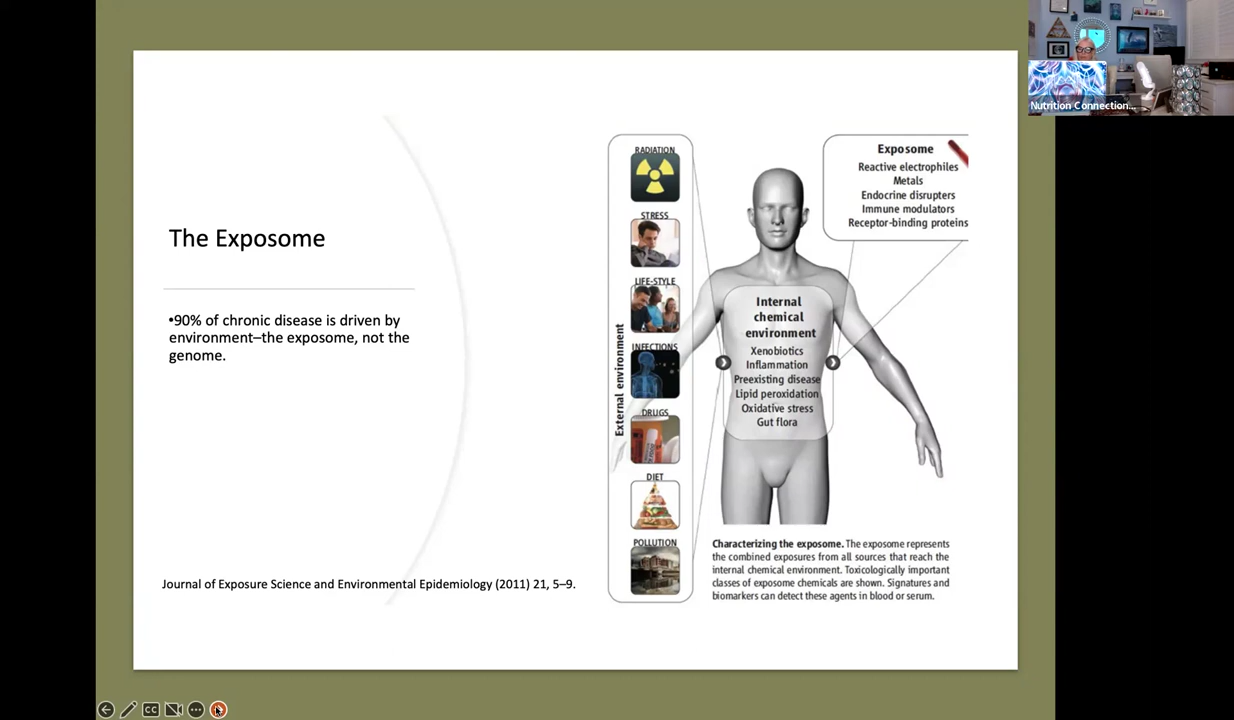 Nutrition Connection...
The Exposome
•90% of chronic disease is driven by
environment–the exposome, not the
genome.
Journal of Exposure Science and Environmental Epidemiology (2011) 21, 5–9.
External environment
RADIATION
STRESS
LIFE-STYLE
INFECTIONS
DRUGS
DIET
POLLUTION
Internal
chemical
environment
Xenobiotics
Inflammation
Preexisting disease
Lipid peroxidation
Oxidative stress
Gut flora
Exposome
Reactive electrophiles
Metals
Endocrine disrupters
Immune modulators
Receptor-binding proteins
Characterizing the exposome. The exposome represents
the combined exposures from all sources that reach the
internal chemical environment. Toxicologically important
classes of exposome chemicals are shown. Signatures and
biomarkers can detect these agents in blood or serum.
CC